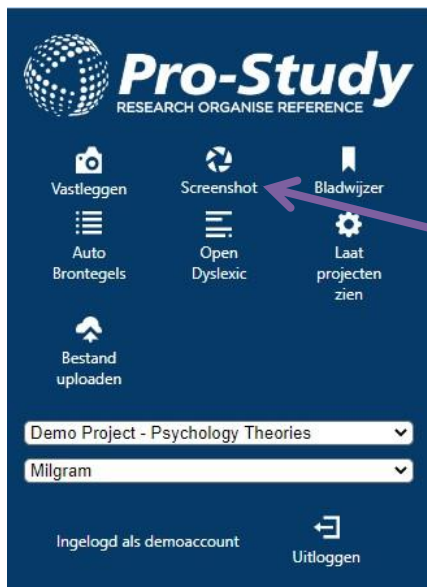 Pro-Study
RESEARCH ORGANISE REFERENCE
Vastleggen
Screenshot
Bladwijzer
Auto
Brontegels
Open
Dyslexic
Laat
projecten
zien
Bestand
uploaden
Demo Project - Psychology Theories
Milgram
Ingelogd als demoaccount
Uitloggen